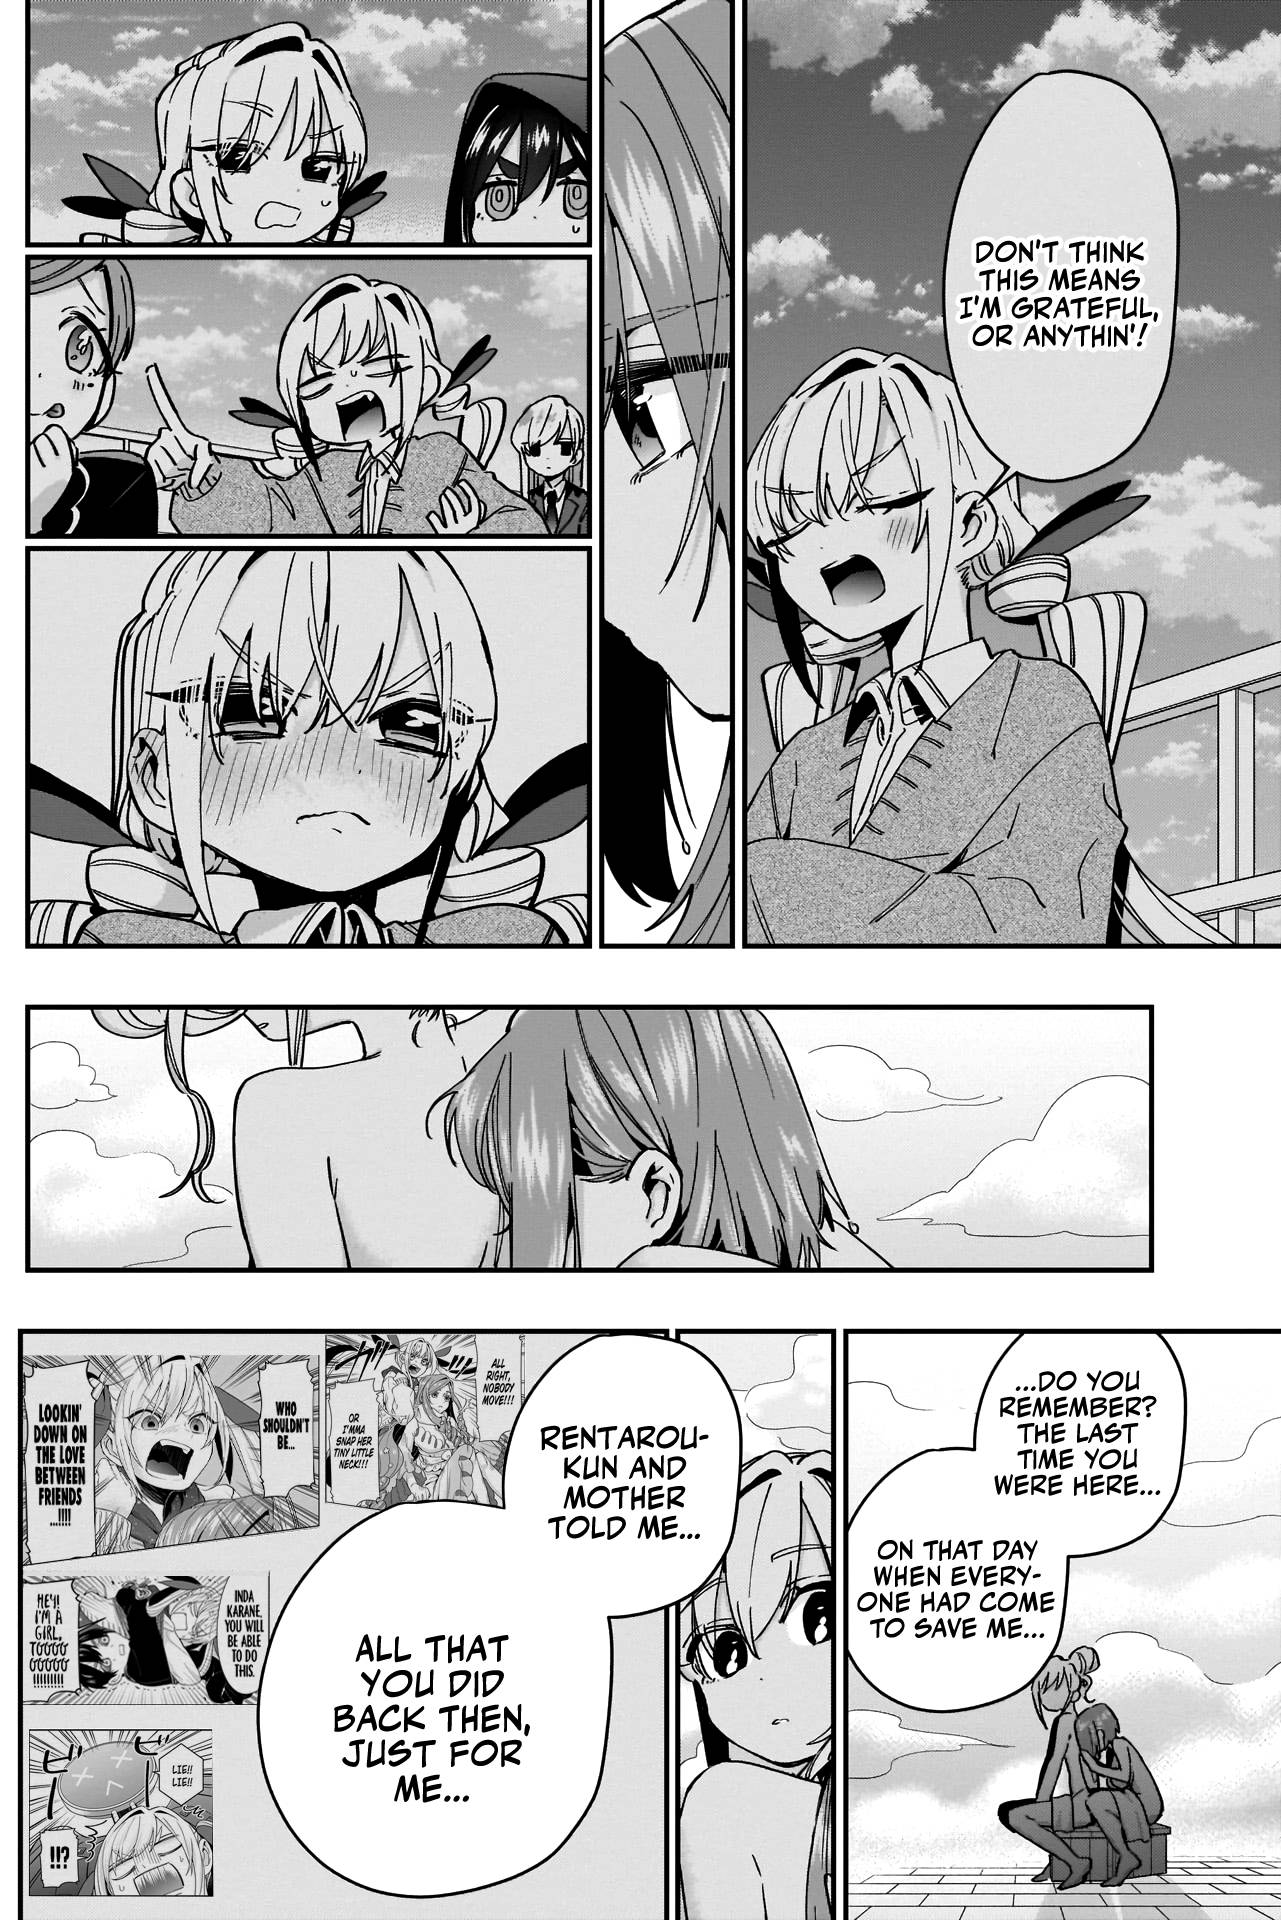 DON'T THINK
THIS MEANS
I'M GRATEFUL,
OR ANYTHIN'!
...DO YOU
REMEMBER?
THE LAST
TIME YOU
WERE HERE...
ON THAT DAY
WHEN EVERY-
ONE HAD COME
TO SAVE ME...
RENTAROU-
KUN AND
MOTHER
TOLD ME...
ALL THAT
YOU DID
BACK THEN,
JUST FOR
ME...
ALL
RIGHT,
NOBODY
MOVE!!!
OR
I'MMA
SNAP HER
TINY LITTLE
NECK!!!
WHO
SHOULDN'T
BE...
LOOKIN'
DOWN ON
THE LOVE
BETWEEN
FRIENDS
...!!!!
INDA
KARANE,
YOU WILL
BE ABLE
TO DO
THIS.
HEY!
I'M A
GIRL,
TOOOO
OOOOO
!!!!!!!!!
ビ
ビ
LIE!!
LIE!!
!!?